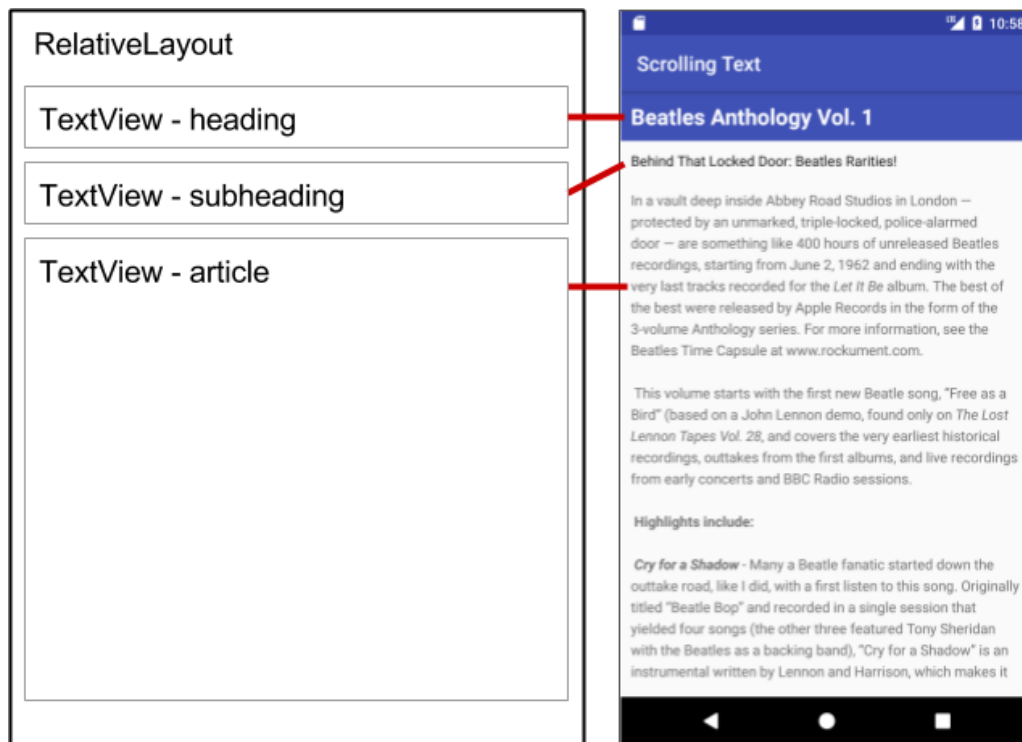 RelativeLayout
TextView - heading
TextView - subheading
TextView - article
10:58
Scrolling Text
Beatles Anthology Vol. 1
Behind That Locked Door: Beatles Rarities!
In a vault deep inside Abbey Road Studios in London —
protected by an unmarked, triple-locked, police-alarmed
door — are something like 400 hours of unreleased Beatles
recordings, starting from June 2, 1962 and ending with the
very last tracks recorded for the Let It Be album. The best of
the best were released by Apple Records in the form of the
3-volume Anthology series. For more information, see the
Beatles Time Capsule at www.rockument.com.
This volume starts with the first new Beatle song, “Free as a
Bird” (based on a John Lennon demo, found only on The Lost
Lennon Tapes Vol. 28, and covers the very earliest historical
recordings, outtakes from the first albums, and live recordings
from early concerts and BBC Radio sessions.
Highlights include:
Cry for a Shadow - Many a Beatle fanatic started down the
outtake road, like I did, with a first listen to this song. Originally
titled “Beatle Bop” and recorded in a single session that
yielded four songs (the other three featured Tony Sheridan
with the Beatles as a backing band), “Cry for a Shadow” is an
instrumental written by Lennon and Harrison, which makes it